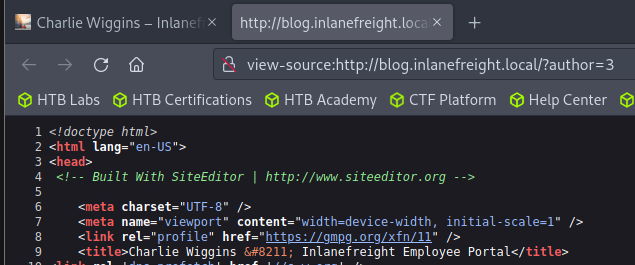 Charlie Wiggins – Inlanef
http://blog.inlanefreight.loca
view-source:http://blog.inlanefreight.local/?author=3
HTB Labs HTB Certifications HTB Academy CTF Platform Help Center
1 <!doctype html>
2 <html lang="en-US">
3 <head>
4 <!-- Built With SiteEditor | http://www.siteeditor.org -->
5
6 <meta charset="UTF-8" />
7 <meta name="viewport" content="width=device-width, initial-scale=1" />
8 <link rel="profile" href="https://gmpg.org/xfn/11" />
9 <title>Charlie Wiggins &#8211; Inlanefreight Employee Portal</title>